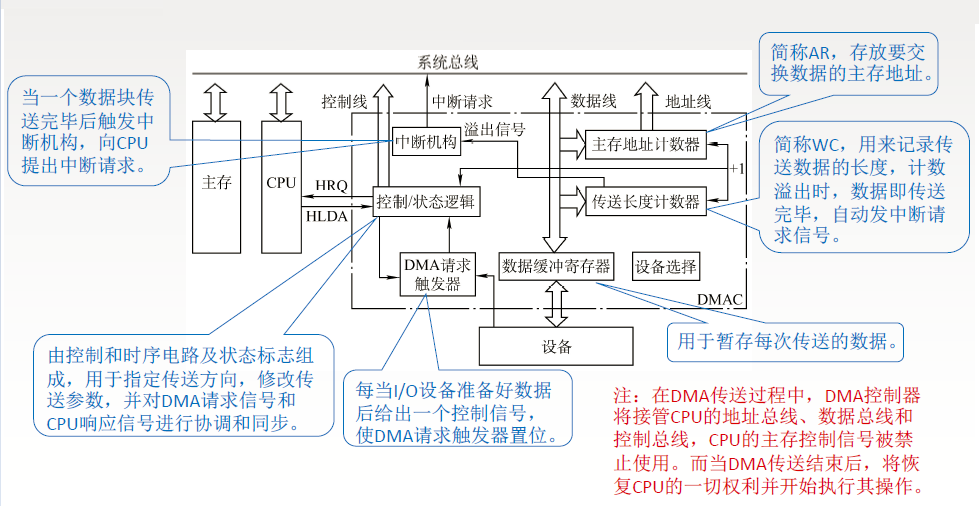 系统总线
简称AR，存放要交
换数据的主存地址。
当一个数据块传
送完毕后触发中
断机构，向CPU
提出中断请求。
控制线
中断请求
数据线
地址线
溢出信号
中断机构
主存地址计数器
简称WC，用来记录传
送数据的长度，计数
溢出时，数据即传送
完毕，自动发中断请
求信号。
+1
主存
CPU
HRQ
HLDA
控制/状态逻辑
传送长度计数器
DMA请求
触发器
数据缓冲寄存器
设备选择
DMAC
设备
用于暂存每次传送的数据。
由控制和时序电路及状态标志组
成，用于指定传送方向，修改传
送参数，并对DMA请求信号和
CPU响应信号进行协调和同步。
每当I/O设备准备好数据
后给出一个控制信号，
使DMA请求触发器置位。
注：在DMA传送过程中，DMA控制器
将接管CPU的地址总线、数据总线和
控制总线，CPU的主存控制信号被禁
止使用。而当DMA传送结束后，将恢
复CPU的一切权利并开始执行其操作。